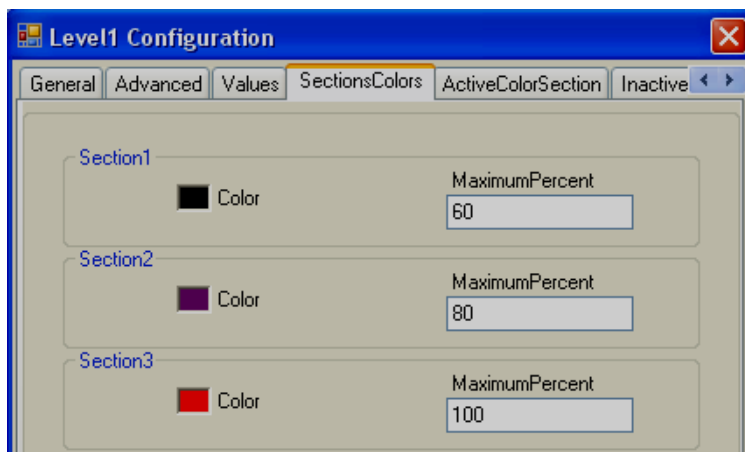 Level1 Configuration
General Advanced Values SectionsColors ActiveColorSection Inactive
Section1
MaximumPercent
Color
60
Section2
MaximumPercent
Color
80
Section3
MaximumPercent
Color
100